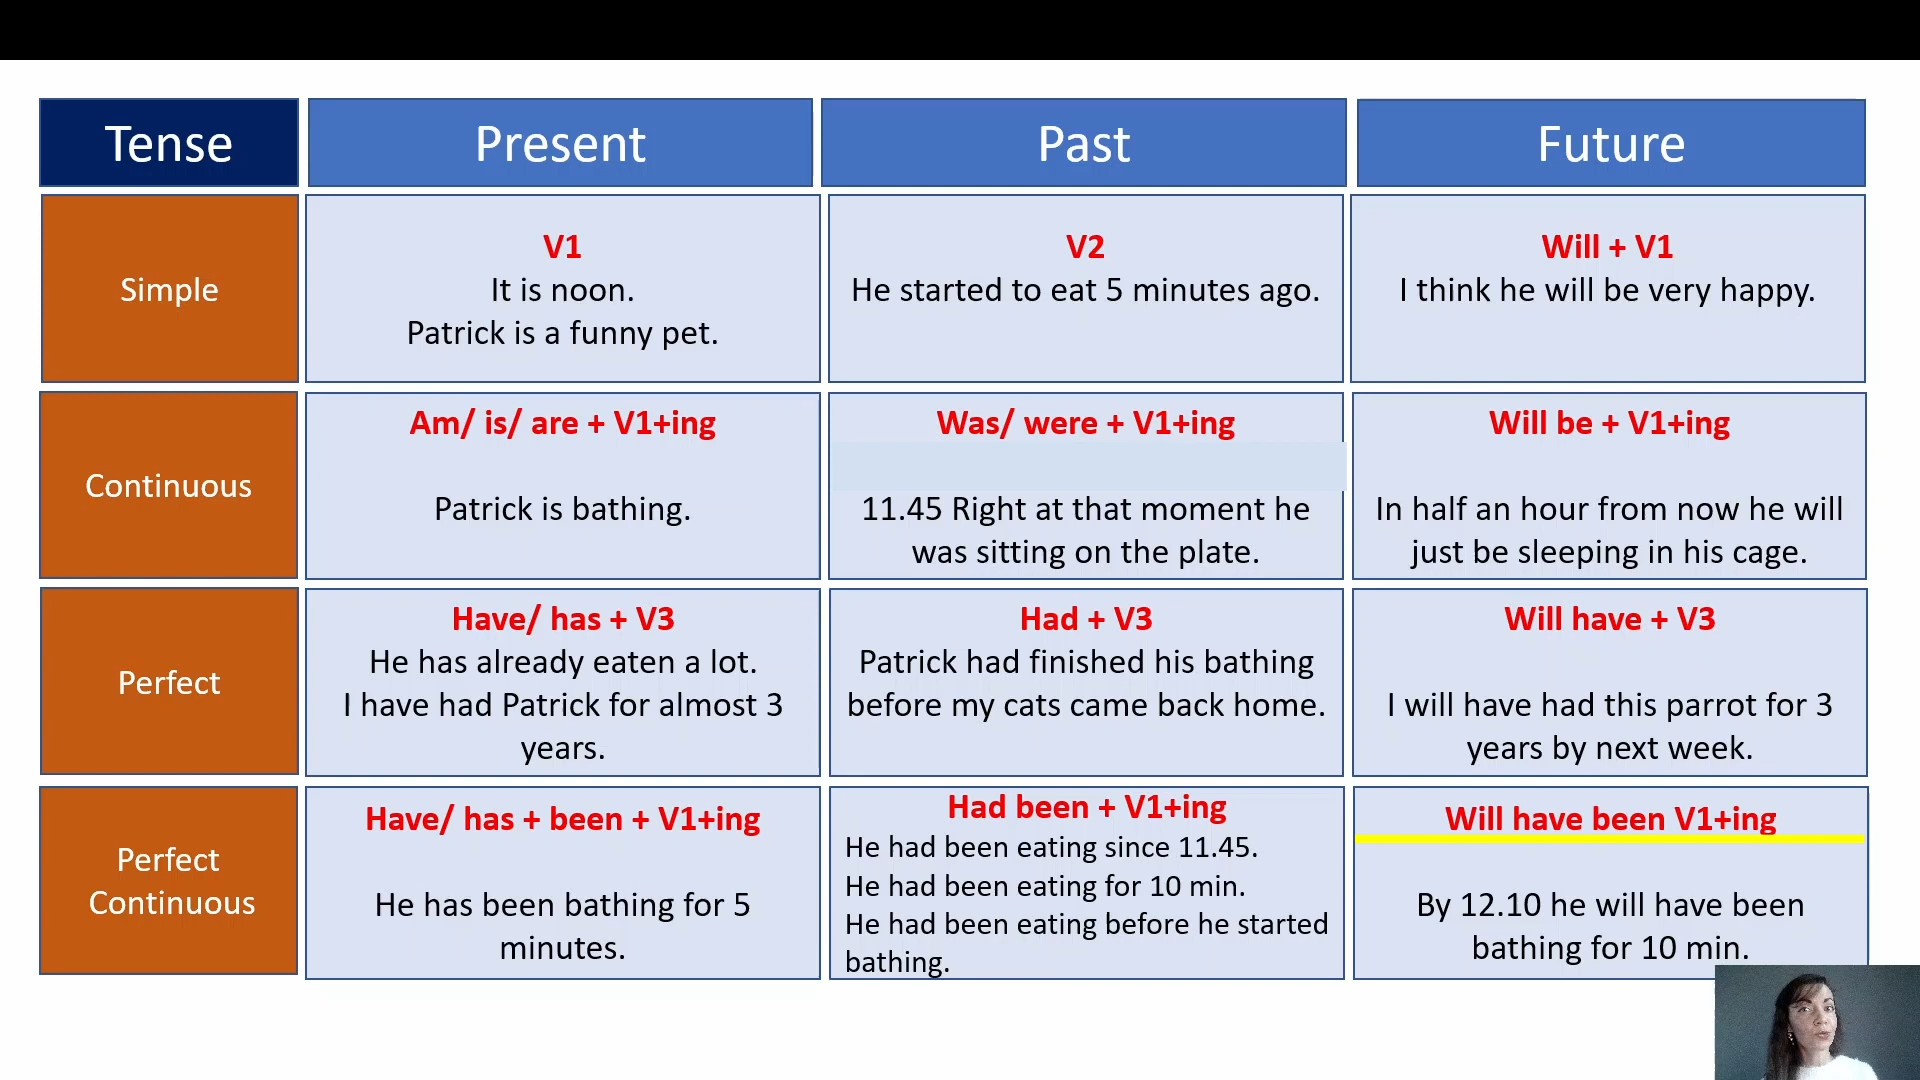 Tense
Present
Past
Future
Simple
V1
It is noon.
Patrick is a funny pet.
V2
He started to eat 5 minutes ago.
Will + V1
I think he will be very happy.
Continuous
Am/ is/ are + V1+ing
Patrick is bathing.
Was/ were + V1+ing
11.45 Right at that moment he
was sitting on the plate.
Will be + V1+ing
In half an hour from now he will
just be sleeping in his cage.
Perfect
Have/ has + V3
He has already eaten a lot.
I have had Patrick for almost 3
years.
Had + V3
Patrick had finished his bathing
before my cats came back home.
Will have + V3
I will have had this parrot for 3
years by next week.
Perfect
Continuous
Have/ has + been + V1+ing
He has been bathing for 5
minutes.
Had been + V1+ing
He had been eating since 11.45.
He had been eating for 10 min.
He had been eating before he started
bathing.
Will have been V1+ing
By 12.10 he will have been
bathing for 10 min.